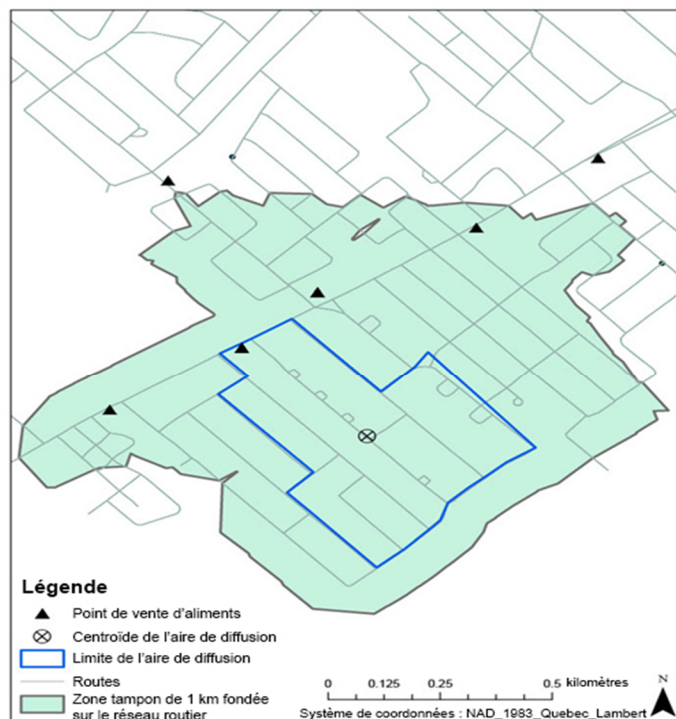 Légende
Point de vente d'aliments
Centroïde de l'aire de diffusion
Limite de l'aire de diffusion
Routes
Zone tampon de 1 km fondée
sur le réseau routier
0 0.125 0.25 0.5 kilomètres
Système de coordonnées : NAD_1983_Quebec_Lambert
N